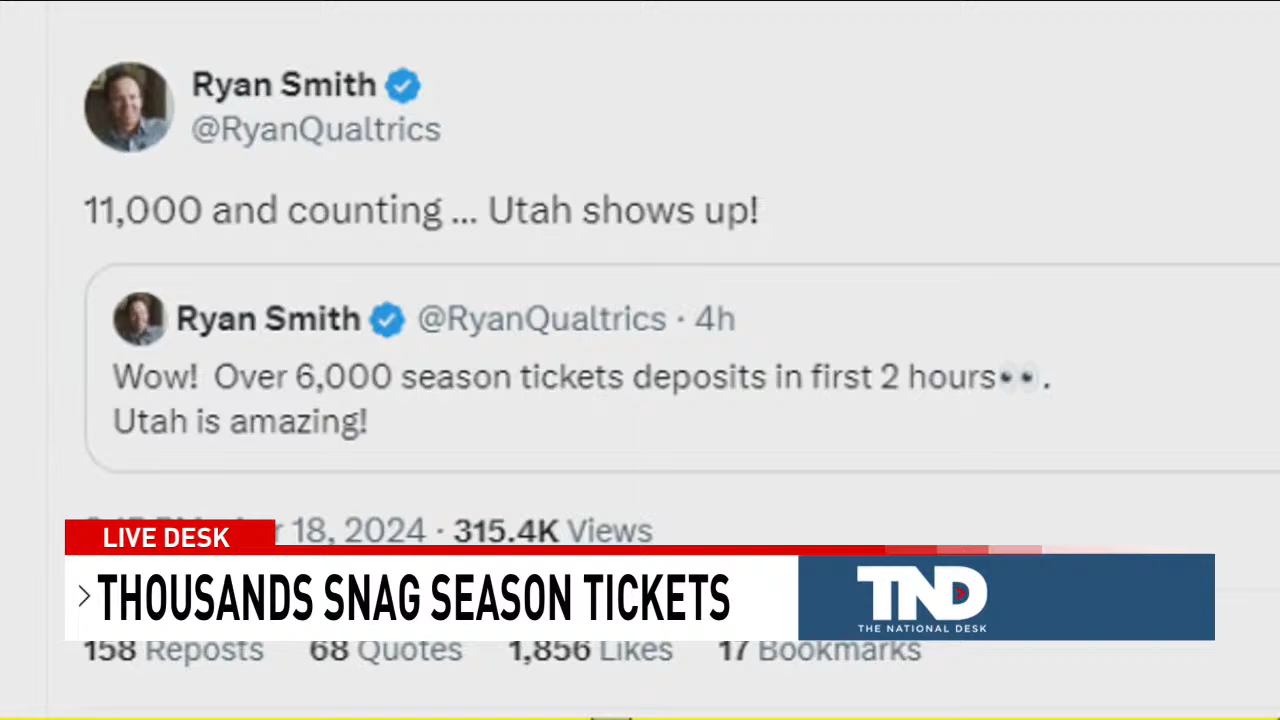 Ryan Smith
@RyanQualtrics
11,000 and counting ... Utah shows up!
Ryan Smith @RyanQualtrics · 4h
Wow! Over 6,000 season tickets deposits in first 2 hours👀.
Utah is amazing!
18, 2024 · 315.4K Views
LIVE DESK
THOUSANDS SNAG SEASON TICKETS
TND
THE NATIONAL DESK
158 Reposts 68 Quotes 1,856 Likes 17 Bookmarks